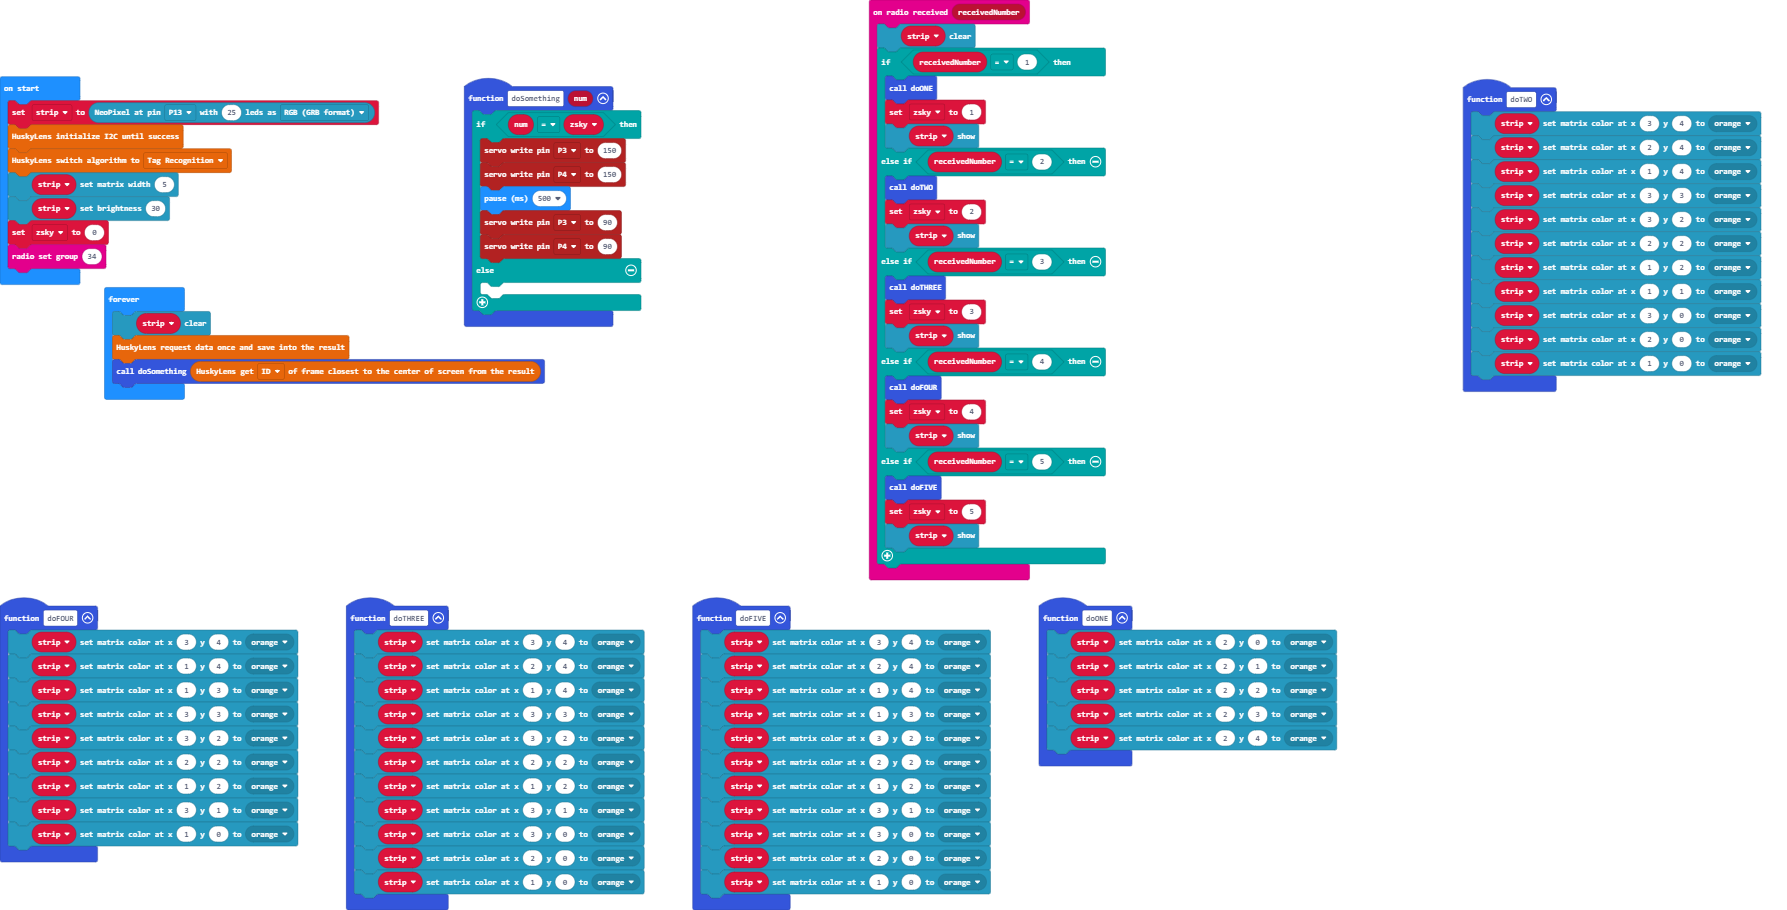 on start
set strip to NeoPixel at pin P13 with 25 leds as RGB (GRB format)
HuskyLens initialize I2C until success
HuskyLens switch algorithm to Tag Recognition
strip set matrix width 5
strip set brightness 30
set zsky to 0
radio set group 34
forever
strip clear
HuskyLens request data once and save into the result
call doSomething HuskyLens get ID of frame closest to the center of screen from the result
function doSomething num
if num = zsky then
servo write pin P3 to 150
servo write pin P4 to 150
pause (ms) 500
servo write pin P3 to 90
servo write pin P4 to 90
else
on radio received receivedNumber
strip clear
if receivedNumber = 1 then
call doONE
set zsky to 1
strip show
else if receivedNumber = 2 then
call doTWO
set zsky to 2
strip show
else if receivedNumber = 3 then
call doTHREE
set zsky to 3
strip show
else if receivedNumber = 4 then
call doFOUR
set zsky to 4
strip show
else if receivedNumber = 5 then
call doFIVE
set zsky to 5
strip show
function doTWO
strip set matrix color at x 3 y 4 to orange
strip set matrix color at x 2 y 4 to orange
strip set matrix color at x 1 y 4 to orange
strip set matrix color at x 3 y 3 to orange
strip set matrix color at x 3 y 2 to orange
strip set matrix color at x 2 y 2 to orange
strip set matrix color at x 1 y 2 to orange
strip set matrix color at x 1 y 1 to orange
strip set matrix color at x 3 y 0 to orange
strip set matrix color at x 2 y 0 to orange
strip set matrix color at x 1 y 0 to orange
function doFOUR
strip set matrix color at x 3 y 4 to orange
strip set matrix color at x 1 y 4 to orange
strip set matrix color at x 1 y 3 to orange
strip set matrix color at x 3 y 3 to orange
strip set matrix color at x 3 y 2 to orange
strip set matrix color at x 2 y 2 to orange
strip set matrix color at x 1 y 2 to orange
strip set matrix color at x 3 y 1 to orange
strip set matrix color at x 1 y 0 to orange
function doTHREE
strip set matrix color at x 3 y 4 to orange
strip set matrix color at x 2 y 4 to orange
strip set matrix color at x 1 y 4 to orange
strip set matrix color at x 3 y 3 to orange
strip set matrix color at x 3 y 2 to orange
strip set matrix color at x 2 y 2 to orange
strip set matrix color at x 1 y 2 to orange
strip set matrix color at x 3 y 1 to orange
strip set matrix color at x 3 y 0 to orange
strip set matrix color at x 2 y 0 to orange
strip set matrix color at x 1 y 0 to orange
function doFIVE
strip set matrix color at x 3 y 4 to orange
strip set matrix color at x 2 y 4 to orange
strip set matrix color at x 1 y 4 to orange
strip set matrix color at x 1 y 3 to orange
strip set matrix color at x 3 y 2 to orange
strip set matrix color at x 2 y 2 to orange
strip set matrix color at x 1 y 2 to orange
strip set matrix color at x 3 y 1 to orange
strip set matrix color at x 3 y 0 to orange
strip set matrix color at x 2 y 0 to orange
strip set matrix color at x 1 y 0 to orange
function doONE
strip set matrix color at x 2 y 0 to orange
strip set matrix color at x 2 y 1 to orange
strip set matrix color at x 2 y 2 to orange
strip set matrix color at x 2 y 3 to orange
strip set matrix color at x 2 y 4 to orange